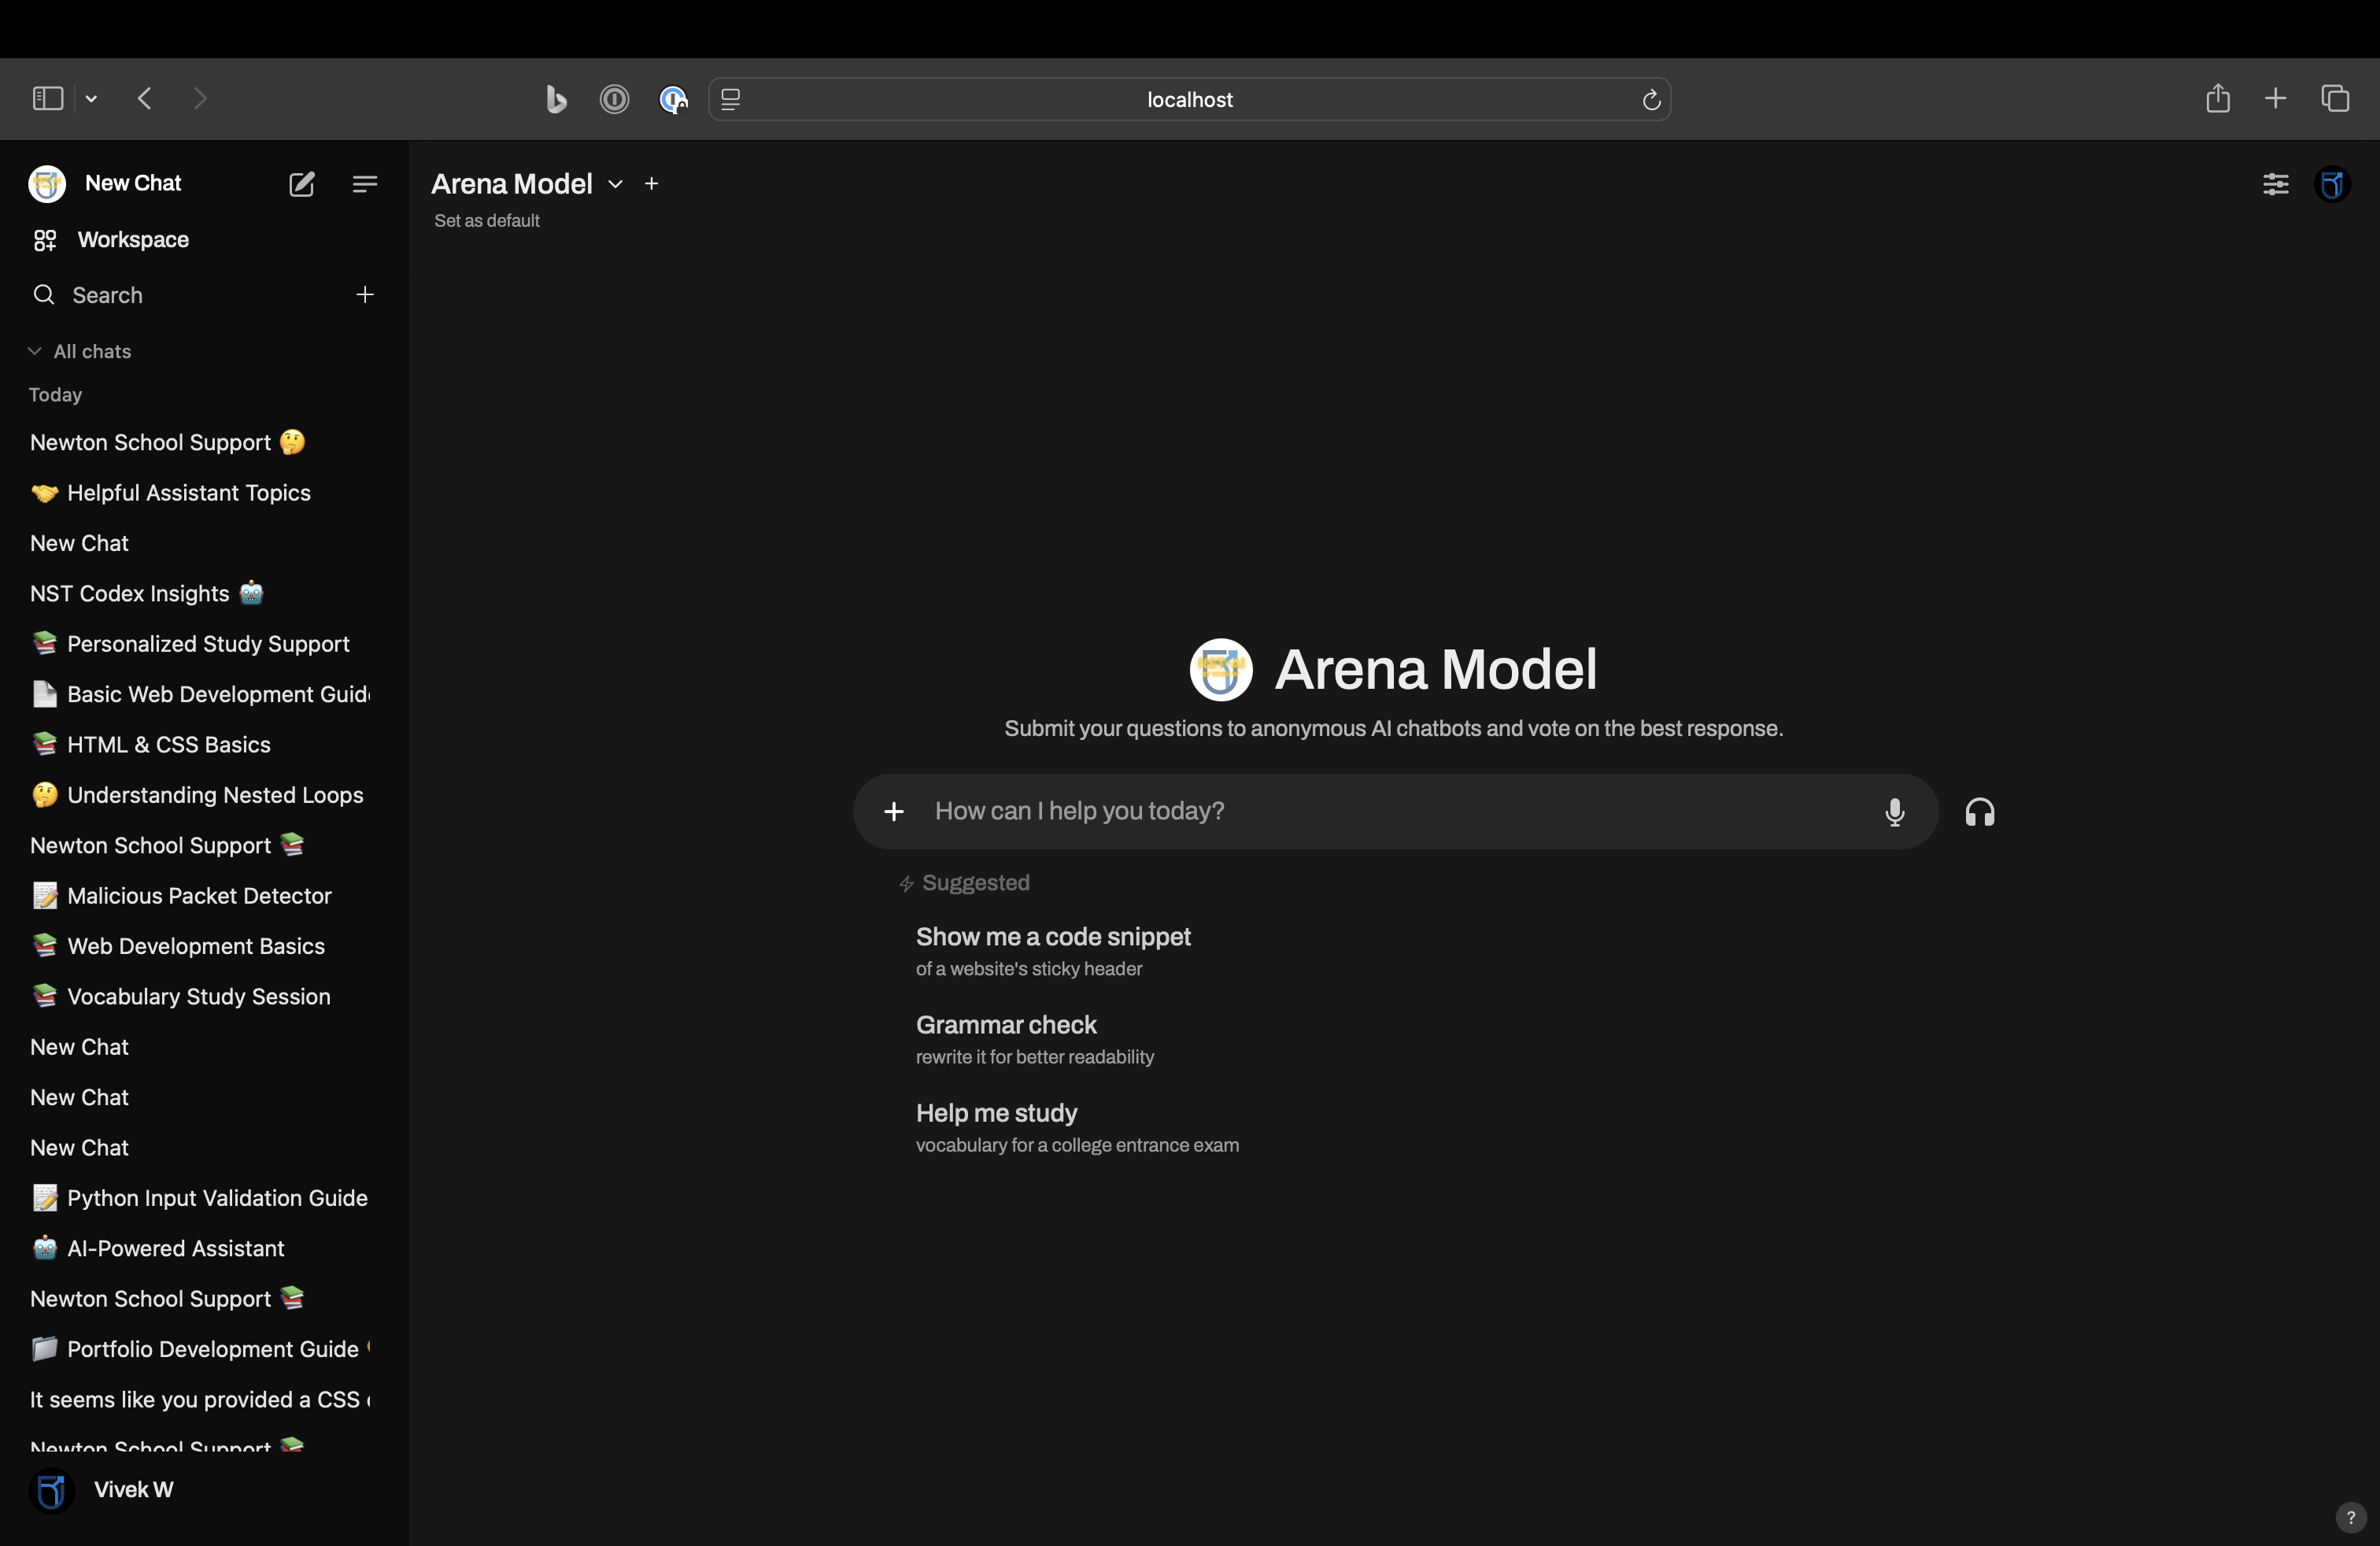 localhost
New Chat
Workspace
Search
All chats
Today
Newton School Support 🤔
🤝 Helpful Assistant Topics
New Chat
NST Codex Insights 🤖
📚 Personalized Study Support
📄 Basic Web Development Guid
📚 HTML & CSS Basics
🤔 Understanding Nested Loops
Newton School Support 📚
📝 Malicious Packet Detector
📚 Web Development Basics
📚 Vocabulary Study Session
New Chat
New Chat
New Chat
📝 Python Input Validation Guide
🤖 AI-Powered Assistant
Newton School Support 📚
📁 Portfolio Development Guide
It seems like you provided a CSS
Newton School Support 📚
Vivek W
Arena Model
Set as default
Arena Model
Submit your questions to anonymous AI chatbots and vote on the best response.
How can I help you today?
Suggested
Show me a code snippet
of a website's sticky header
Grammar check
rewrite it for better readability
Help me study
vocabulary for a college entrance exam
?